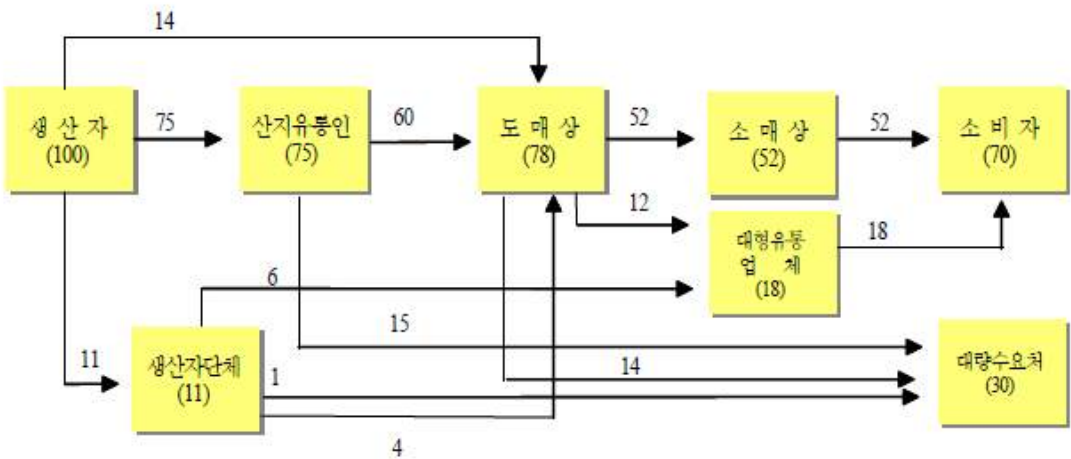 14
생 산 자
(100)
75
산지유통인
(75)
60
도 매 상
(78)
52
소 매 상
(52)
52
소 비 자
(70)
12
대형유통
업 체
(18)
18
6
15
11
생산자단체
(11)
1
14
대량수요처
(30)
4